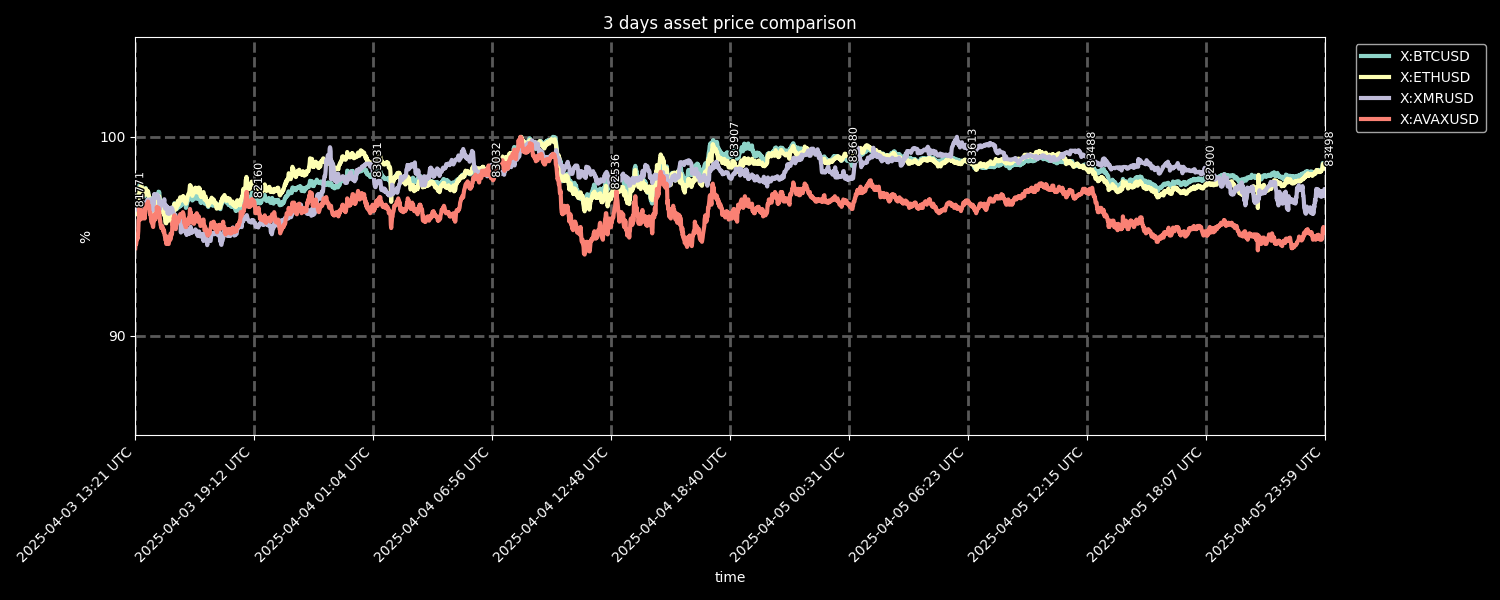 3 days asset price comparison
X:BTCUSD
X:ETHUSD
X:XMRUSD
X:AVAXUSD
100
90
%
82160
83031
83032
82536
83907
83680
83613
83488
82900
83498
2025-04-03 13:21 UTC
2025-04-03 19:12 UTC
2025-04-04 01:04 UTC
2025-04-04 06:56 UTC
2025-04-04 12:48 UTC
2025-04-04 18:40 UTC
2025-04-05 00:31 UTC
2025-04-05 06:23 UTC
2025-04-05 12:15 UTC
2025-04-05 18:07 UTC
2025-04-05 23:59 UTC
time